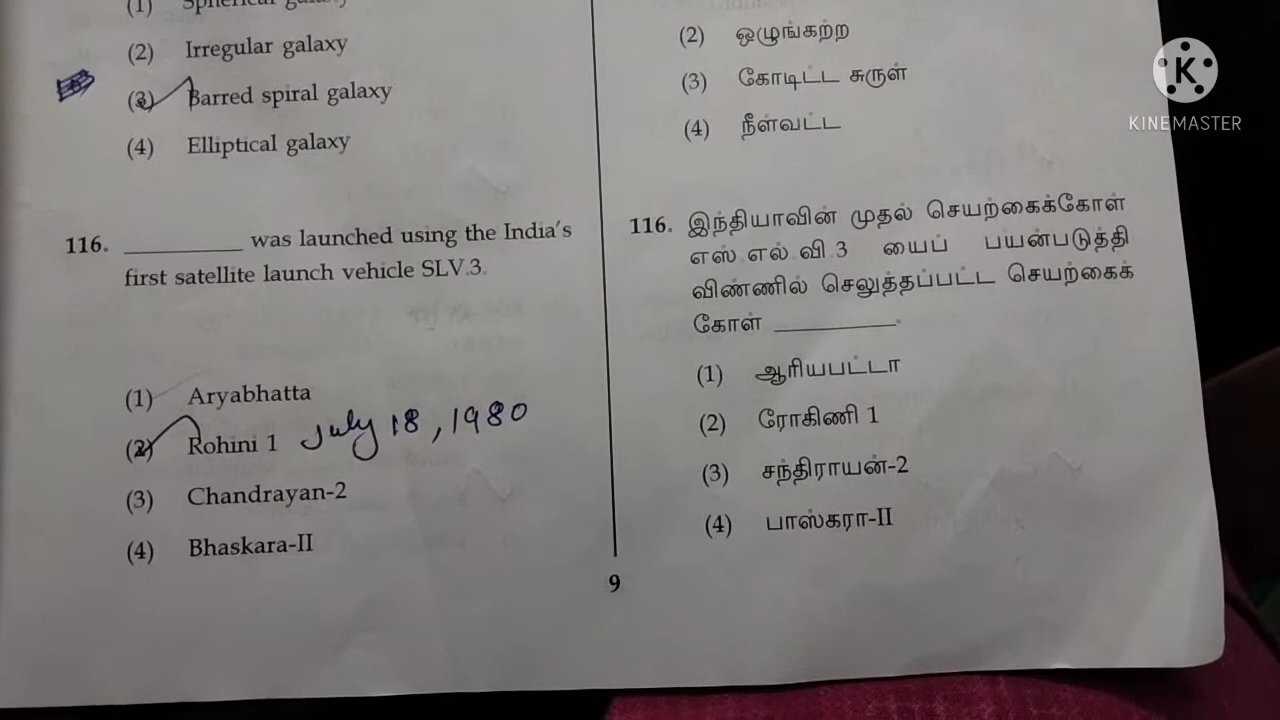 (1) Spherical galaxy
(2) Irregular galaxy
(3) Barred spiral galaxy
(4) Elliptical galaxy
116. __________ was launched using the India's
first satellite launch vehicle SLV.3.
(1) Aryabhatta
(2) Rohini 1 July 18, 1980
(3) Chandrayan-2
(4) Bhaskara-II
(2) ஒழுங்கற்ற
(3) கோடிட்ட சுருள்
(4) நீள்வட்ட
116. இந்தியாவின் முதல் செயற்கைக்கோள்
எஸ் எல் வி 3 யைப் பயன்படுத்தி
விண்ணில் செலுத்தப்பட்ட செயற்கைக்
கோள் __________.
(1) ஆரியபட்டா
(2) ரோகிணி 1
(3) சந்திராயன்-2
(4) பாஸ்கரா-II
9
K
KINEMASTER